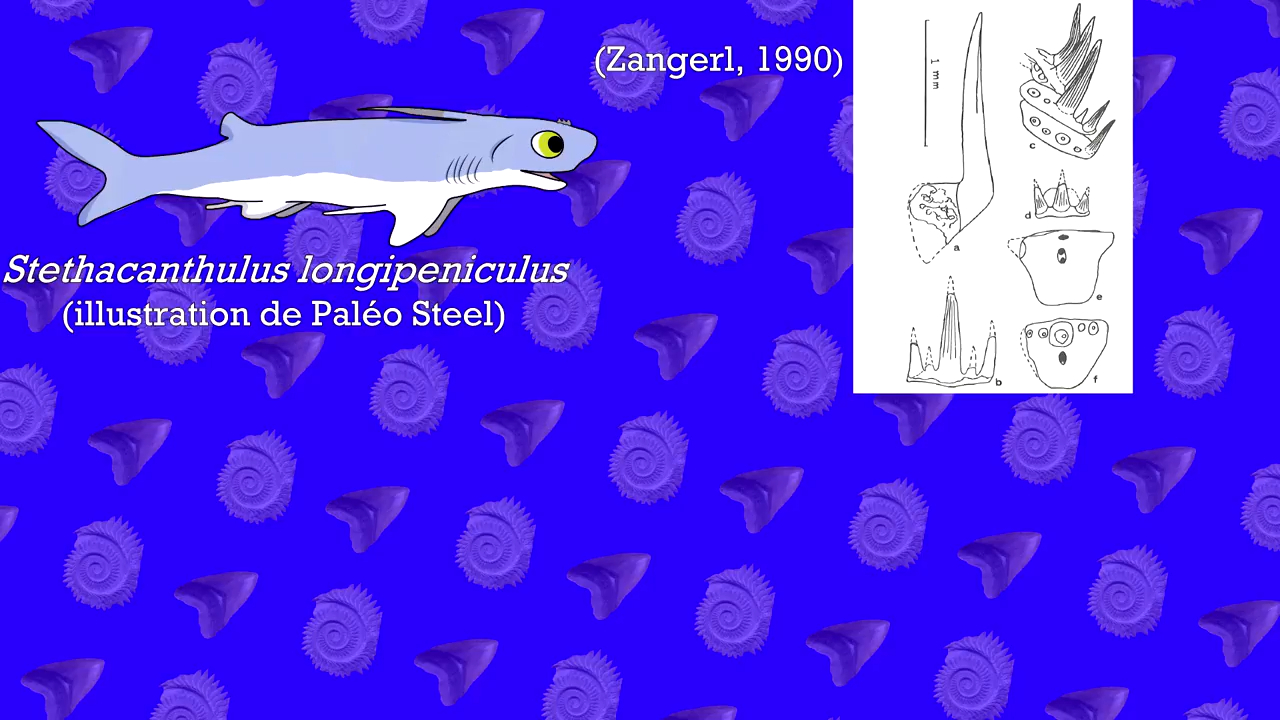 (Zangerl, 1990)
Stethacanthulus longipeniculus
(illustration de Paléo Steel)
1 mm
a
b
c
d
e
f